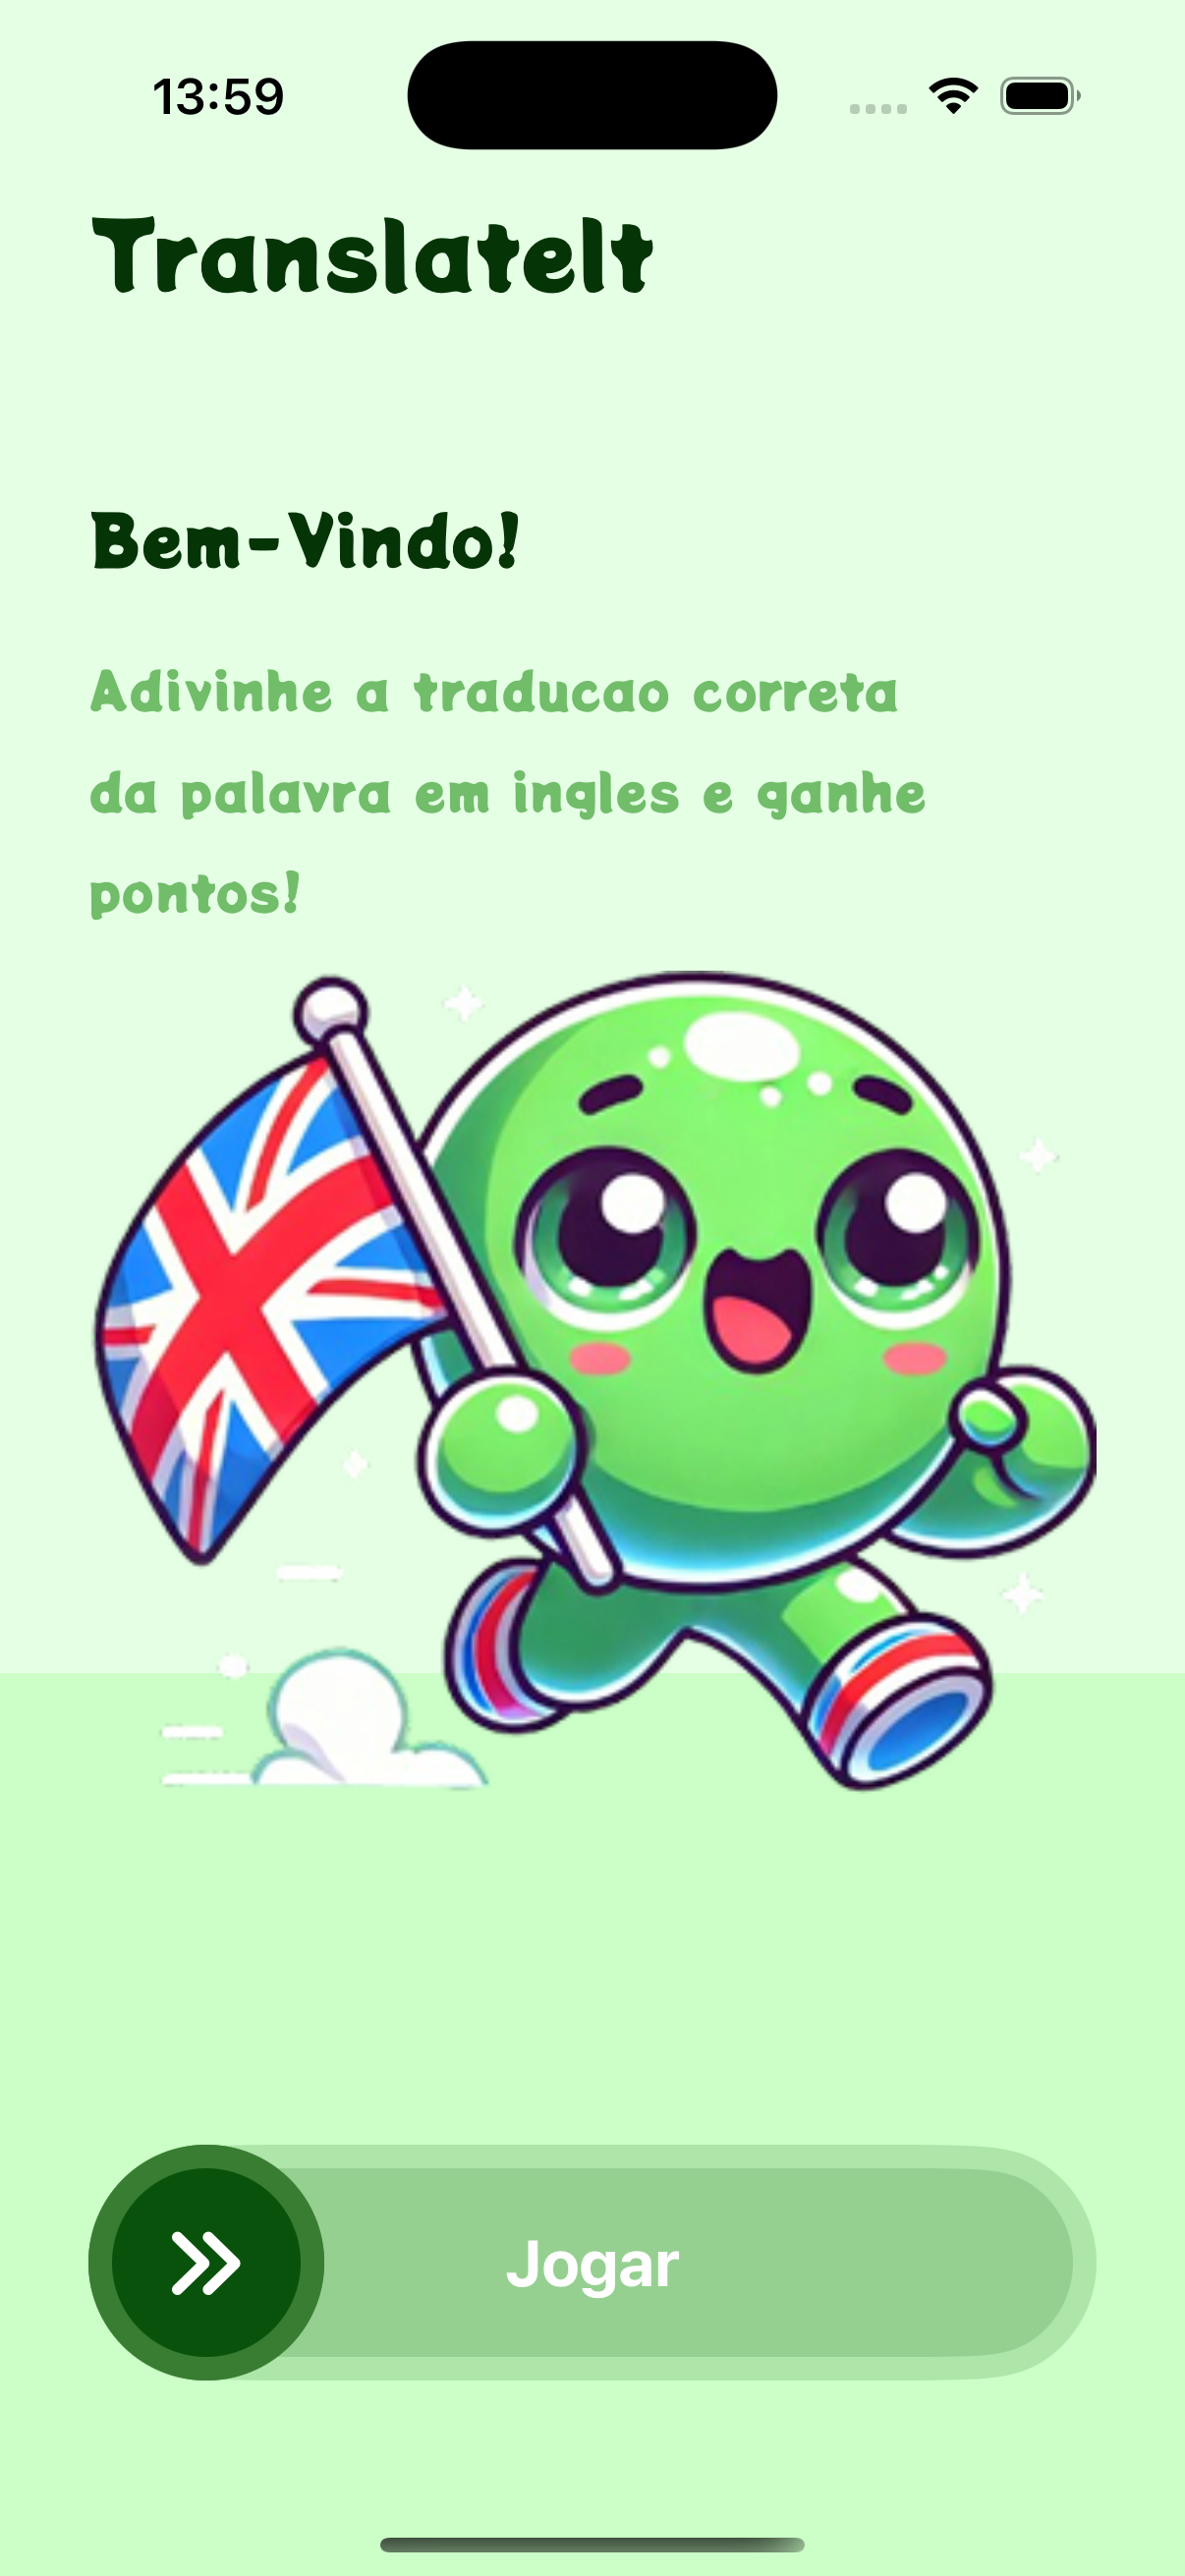 13:59
TranslateIt
Bem-Vindo!
Adivinhe a traducao correta
da palavra em ingles e ganhe
pontos!
Jogar